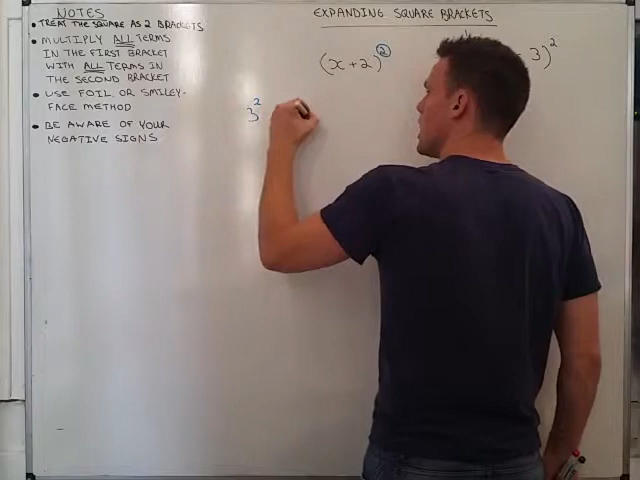 NOTES
• TREAT THE SQUARE AS 2 BRACKETS
• MULTIPLY ALL TERMS
IN THE FIRST BRACKET
WITH ALL TERMS IN
THE SECOND BRACKET
• USE FOIL OR SMILEY-
FACE METHOD
• BE AWARE OF YOUR
NEGATIVE SIGNS
EXPANDING SQUARE BRACKETS
(x+2)² 3)²
3²